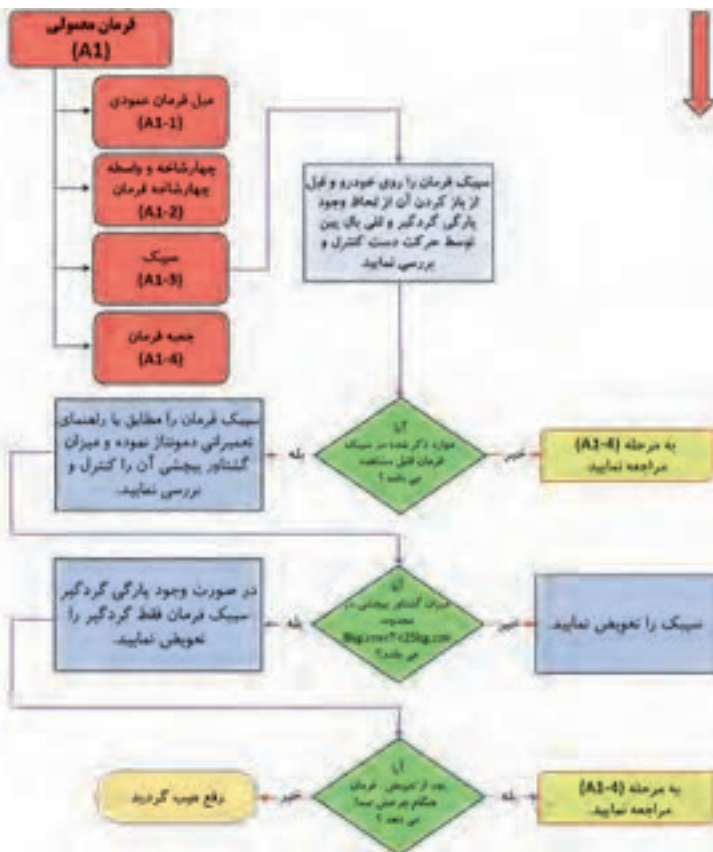 فرمان معمولی
(A1)
میل فرمان عمودی
(A1-1)
چهارشاخه و واسطه
چهارشاخه فرمان
(A1-2)
سیبک
(A1-3)
جعبه فرمان
(A1-4)
سیبک فرمان را روی خودرو و قبل
از باز کردن آن از لحاظ وجود
پارگی گردگیر و لقی بال پین
توسط حرکت دست کنترل و
بررسی نمایید
آیا
موارد ذکر شده در سیبک
فرمان قابل مشاهده
می باشد؟
خیر
به مرحله (A1-4)
مراجعه نمایید.
بله
سیبک فرمان را مطابق با راهنمای
تعمیراتی دمونتاژ نموده و میزان
گشتاور پیچشی آن را کنترل و
بررسی نمایید.
آیا
میزان گشتاور پیچشی در
محدوده
می باشد؟
خیر
سیبک را تعویض نمایید.
بله
در صورت وجود پارگی گردگیر
سیبک فرمان فقط گردگیر را
تعویض نمایید.
آیا
بعد از تعویض، فرمان
هنگام چرخش صدا
می دهد؟
بله
به مرحله (A1-4)
مراجعه نمایید.
خیر
رفع عیب گردید